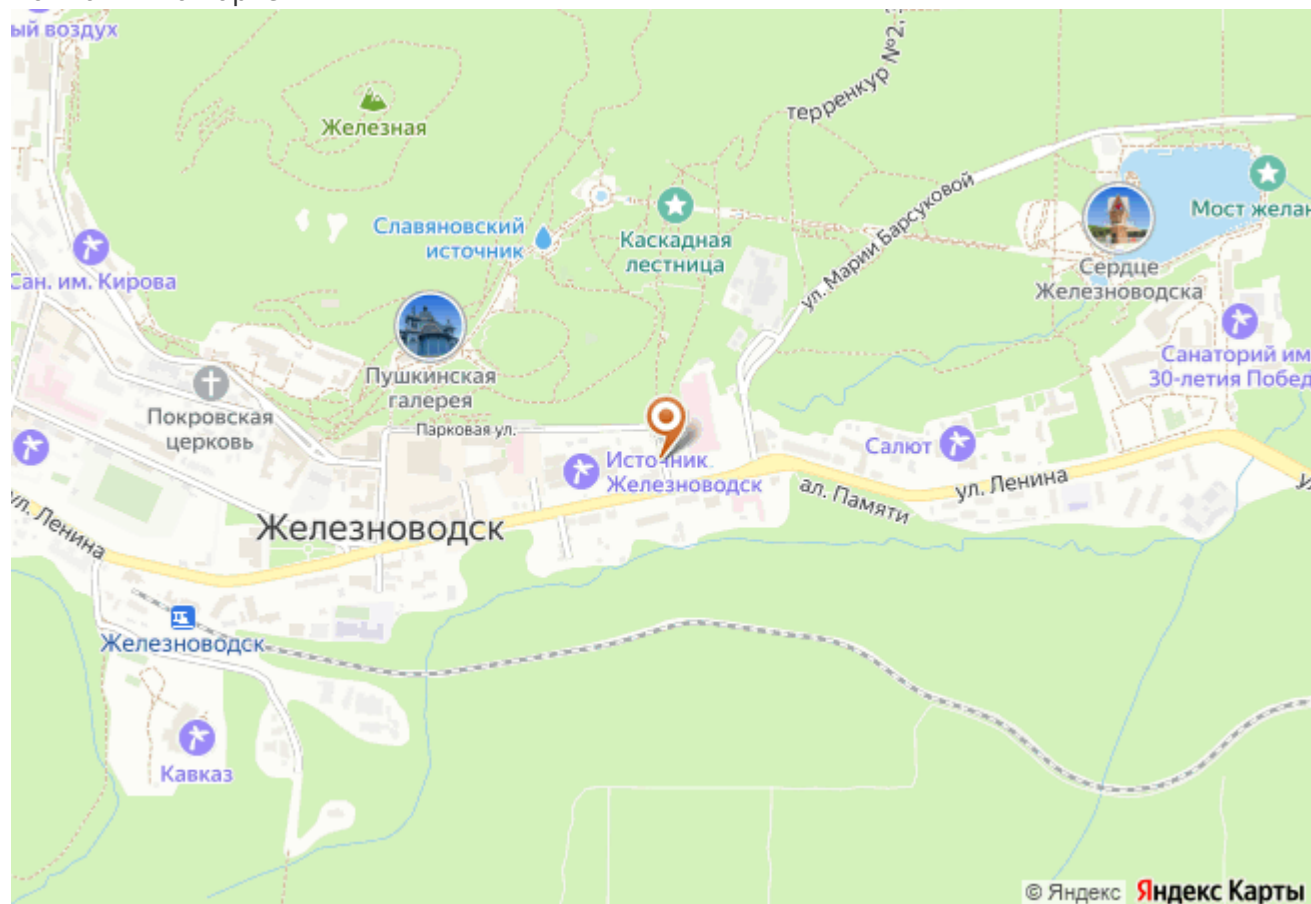 ый воздух
Железная
терренкур №2,
Славяновский
источник
Каскадная
лестница
ул. Марии Барсуковой
Мост желан
Сердце
Железноводска
Сан. им. Кирова
Пушкинская
галерея
Санаторий им
30-летия Побед
Покровская
церковь
Парковая ул.
Источник
Железноводск
Салют
ал. Памяти
ул. Ленина
ул. Ленина
Железноводск
Железноводск
Кавказ
© Яндекс Яндекс Карты